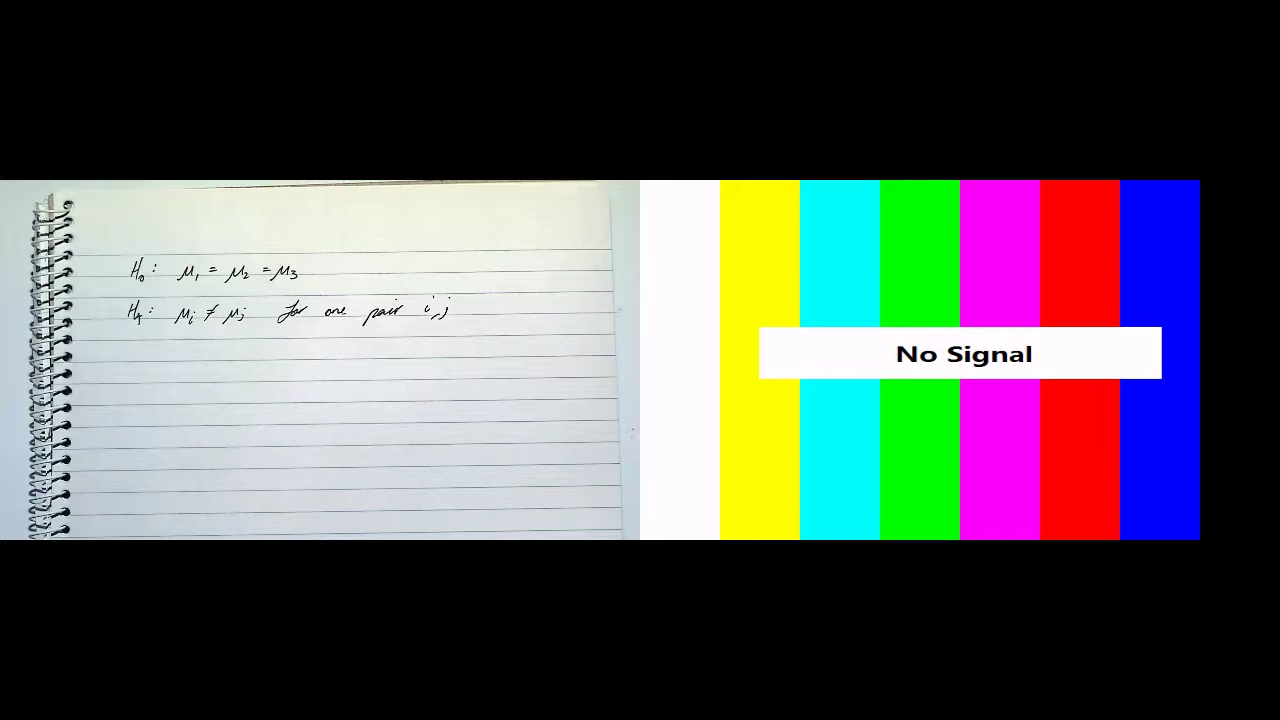 H₀: μ₁ = μ₂ = μ₃
H₁: μᵢ ≠ μⱼ for one pair i,j
No Signal